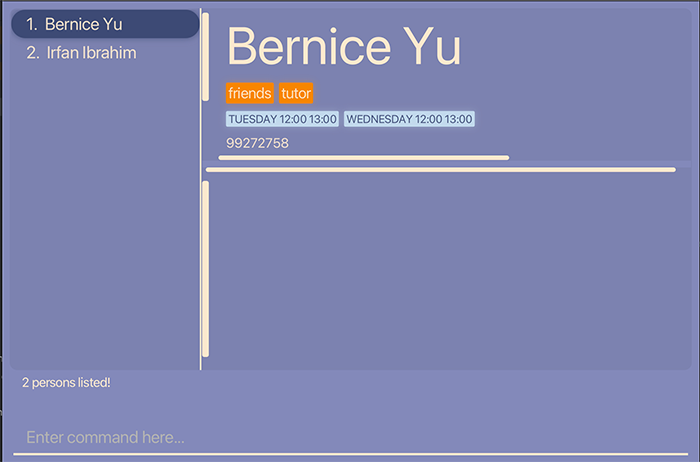 1. Bernice Yu
2. Irfan Ibrahim
Bernice Yu
friends tutor
TUESDAY 12:00 13:00 WEDNESDAY 12:00 13:00
99272758
2 persons listed!
Enter command here...